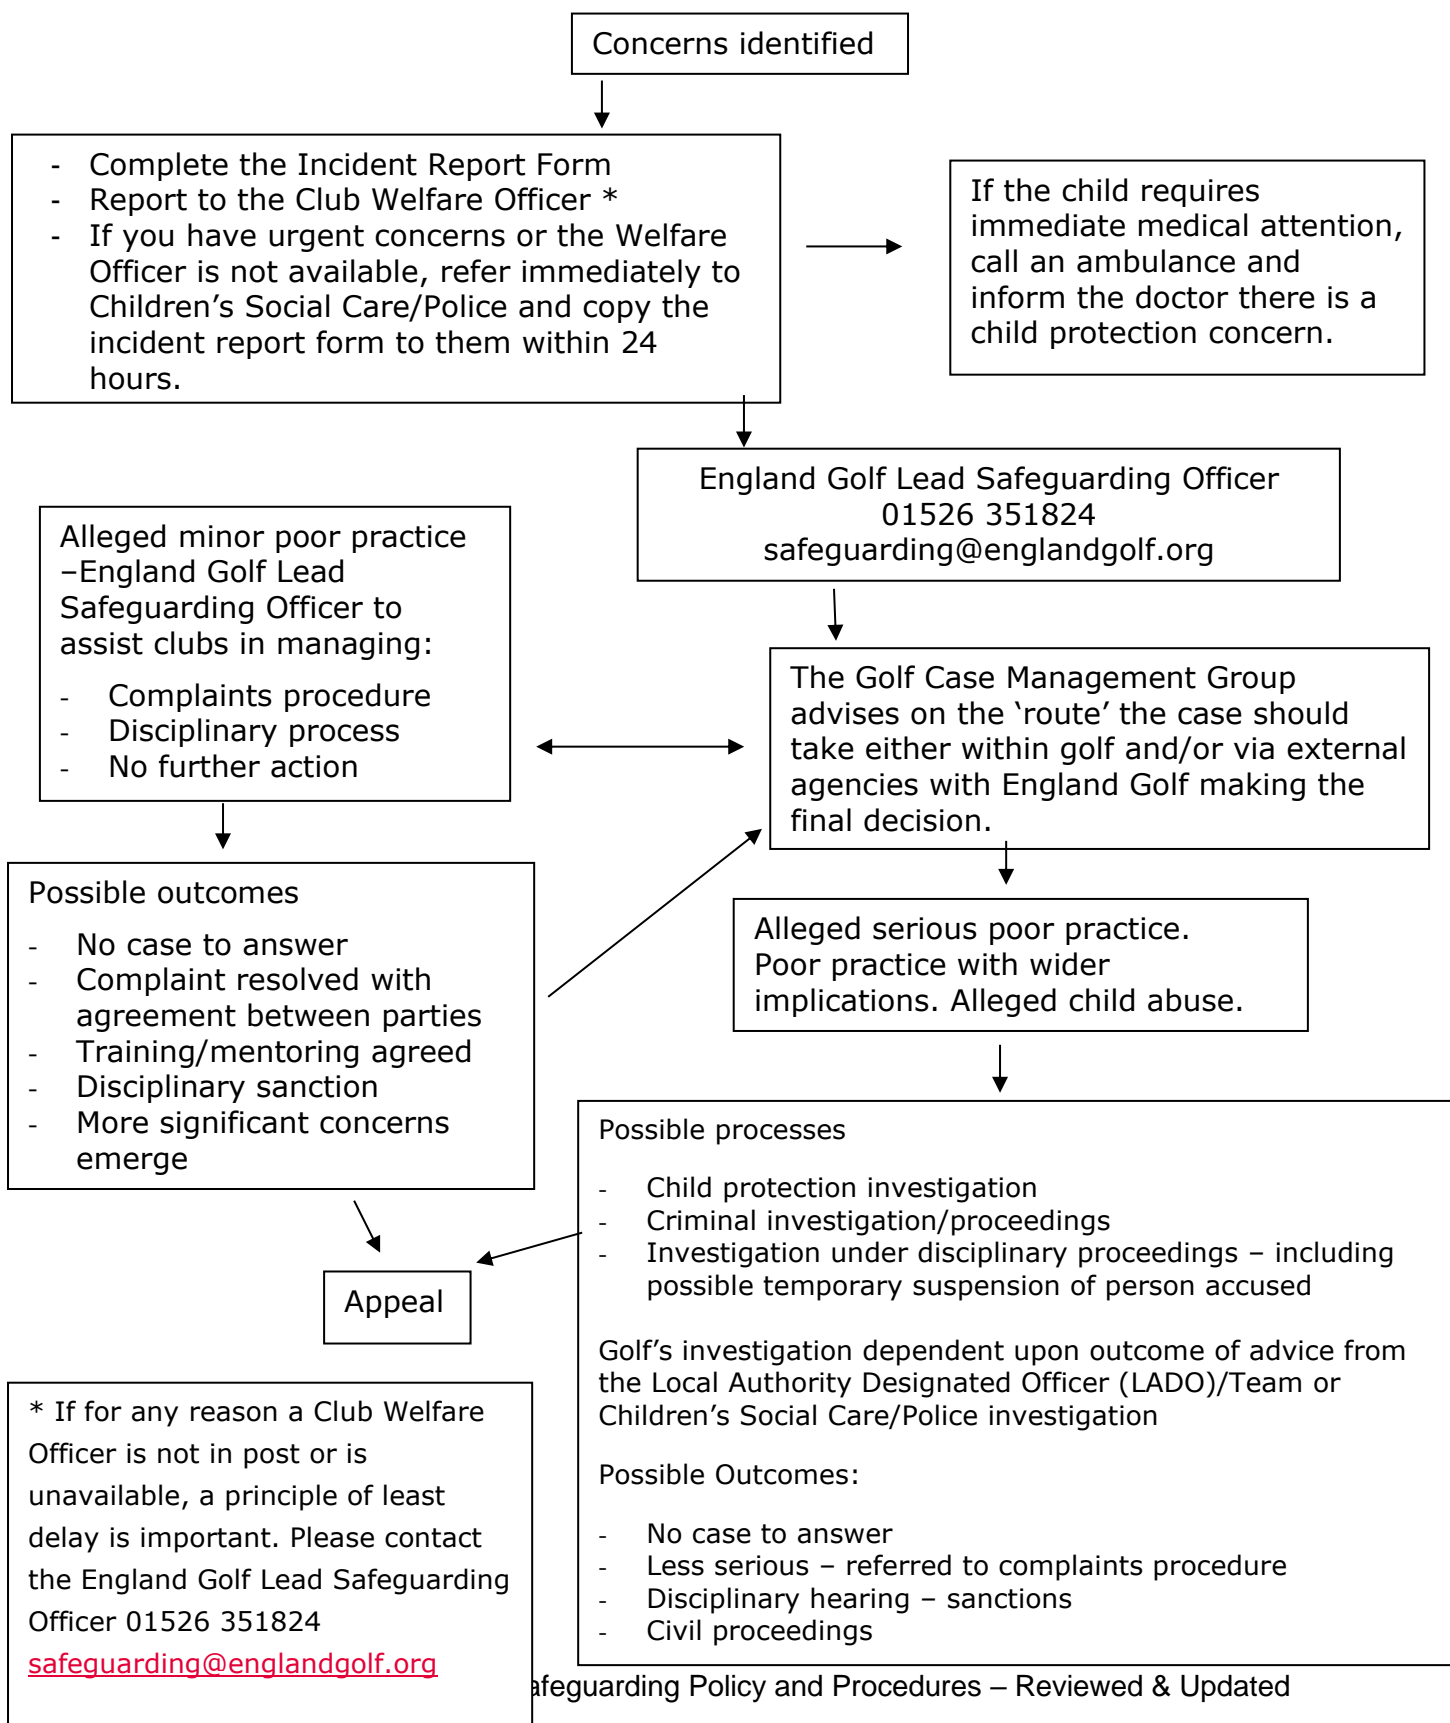 Concerns identified
- Complete the Incident Report Form
- Report to the Club Welfare Officer *
- If you have urgent concerns or the Welfare
Officer is not available, refer immediately to
Children’s Social Care/Police and copy the
incident report form to them within 24
hours.
If the child requires
immediate medical attention,
call an ambulance and
inform the doctor there is a
child protection concern.
England Golf Lead Safeguarding Officer
01526 351824
safeguarding@englandgolf.org
Alleged minor poor practice
–England Golf Lead
Safeguarding Officer to
assist clubs in managing:
- Complaints procedure
- Disciplinary process
- No further action
The Golf Case Management Group
advises on the ‘route’ the case should
take either within golf and/or via external
agencies with England Golf making the
final decision.
Possible outcomes
- No case to answer
- Complaint resolved with
agreement between parties
- Training/mentoring agreed
- Disciplinary sanction
- More significant concerns
emerge
Alleged serious poor practice.
Poor practice with wider
implications. Alleged child abuse.
Possible processes
- Child protection investigation
- Criminal investigation/proceedings
- Investigation under disciplinary proceedings – including
possible temporary suspension of person accused
Golf’s investigation dependent upon outcome of advice from
the Local Authority Designated Officer (LADO)/Team or
Children’s Social Care/Police investigation
Possible Outcomes:
- No case to answer
- Less serious – referred to complaints procedure
- Disciplinary hearing – sanctions
- Civil proceedings
Appeal
* If for any reason a Club Welfare
Officer is not in post or is
unavailable, a principle of least
delay is important. Please contact
the England Golf Lead Safeguarding
Officer 01526 351824
safeguarding@englandgolf.org
afeguarding Policy and Procedures – Reviewed & Updated